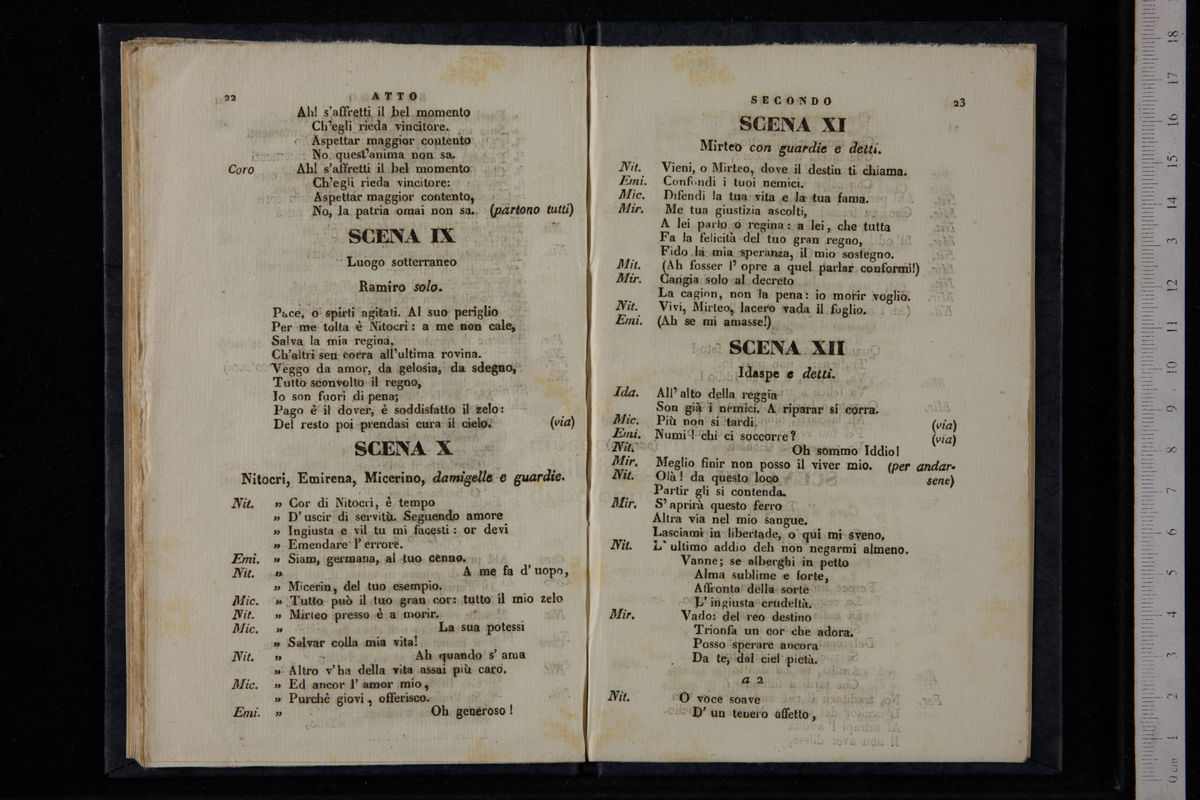 22 ATTO
Ah! s'affretti il bel momento
Ch'egli rieda vincitore.
Aspettar maggior contento
No quest'anima non sa.
Coro Ah! s'affretti il bel momento
Ch'egli rieda vincitore:
Aspettar maggior contento,
No, la patria omai non sa. (partono tutti)
SCENA IX
Luogo sotterraneo
Ramiro solo.
Pace, o spirti agitati. Al suo periglio
Per me tolta è Nitocri: a me non cale,
Salva la mia regina,
Ch'altri sen corra all'ultima rovina.
Veggo da amor, da gelosia, da sdegno,
Tutto sconvolto il regno,
Io son fuori di pena;
Pago è il dover, è soddisfatto il zelo:
Del resto poi prendasi cura il cielo. (via)
SCENA X
Nitocri, Emirena, Micerino, damigelle e guardie.
Nit. » Cor di Nitocri, è tempo
» D'uscir di servitù. Seguendo amore
» Ingiusta e vil tu mi facesti: or devi
» Emendare l'errore.
Emi. » Siam, germana, al tuo cenno.
Nit. » A me fa d'uopo,
» Micerin, del tuo esempio.
Mic. » Tutto può il tuo gran cor: tutto il mio zelo
Nit. » Mirteo presso è a morir.
Mic. » La sua potessi
» Salvar colla mia vita!
Nit. » Ah quando s'ama
» Altro v'ha della vita assai più caro.
Mic. » Ed ancor l'amor mio,
» Purchè giovi, offerisco.
Emi. » Oh generoso!
SECONDO 23
SCENA XI
Mirteo con guardie e detti.
Nit. Vieni, o Mirteo, dove il destin ti chiama.
Emi. Confondi i tuoi nemici.
Mic. Difendi la tua vita e la tua fama.
Mir. Me tua giustizia ascolti,
A lei parlo o regina: a lei, che tutta
Fa la felicità del tuo gran regno,
Fido la mia speranza, il mio sostegno.
Mit. (Ah fosser l'opre a quel parlar conformi!)
Mir. Cangia solo al decreto
La cagion, non la pena: io morir voglio.
Nit. Vivi, Mirteo, lacero vada il foglio.
Emi. (Ah se mi amasse!)
SCENA XII
Idaspe e detti.
Ida. All'alto della reggia
Son già i nemici. A riparar si corra.
Mic. Più non si tardi. (via)
Emi. Numi! chi ci soccorre? (via)
Nit. Oh sommo Iddio!
Mir. Meglio finir non posso il viver mio. (per andar-
Nit. Olà! da questo loco sene)
Partir gli si contenda.
Mir. S'aprirà questo ferro
Altra via nel mio sangue.
Lasciami in libertade, o qui mi sveno.
Nit. L'ultimo addio deh non negarmi almeno.
Vanne; se alberghi in petto
Alma sublime e forte,
Affronta della sorte
L'ingiusta crudeltà.
Mir. Vado: del reo destino
Trionfa un cor che adora.
Posso sperare ancora
Da te, dal ciel pietà.
a 2
Nit. O voce soave
D'un tenero affetto,